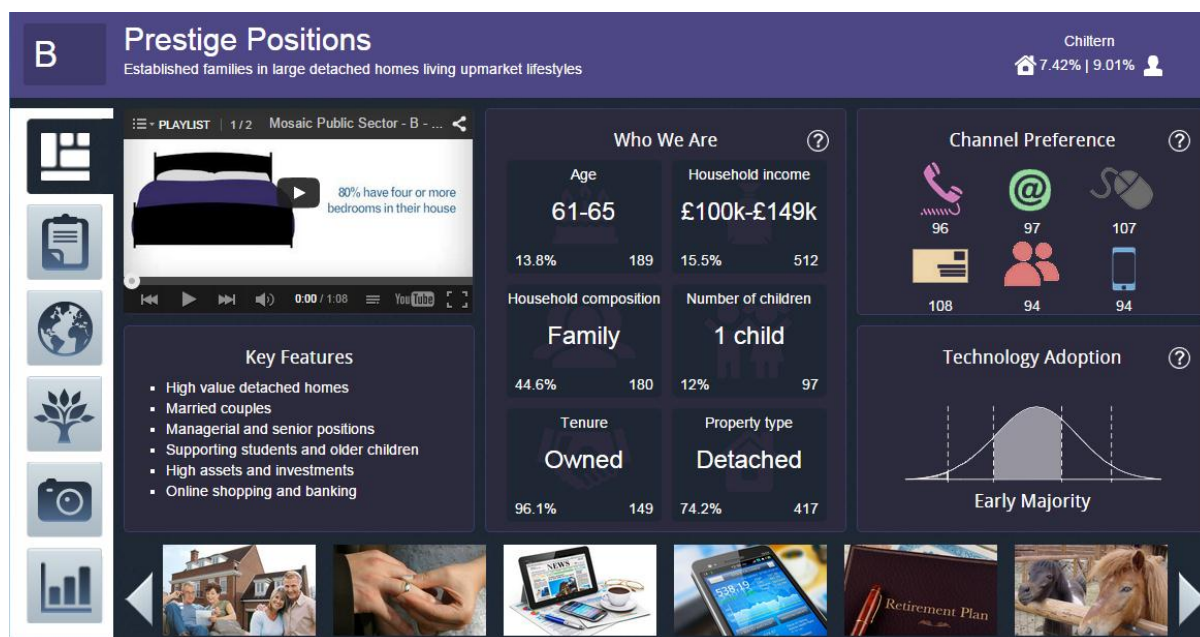 B
Prestige Positions
Established families in large detached homes living upmarket lifestyles
Chiltern
7.42% | 9.01%
PLAYLIST | 1/2 Mosaic Public Sector - B - ...
80% have four or more
bedrooms in their house
0:00 / 1:08
YouTube
Key Features
High value detached homes
Married couples
Managerial and senior positions
Supporting students and older children
High assets and investments
Online shopping and banking
Who We Are ?
Age
61-65
13.8% 189
Household income
£100k-£149k
15.5% 512
Household composition
Family
44.6% 180
Number of children
1 child
12% 97
Tenure
Owned
96.1% 149
Property type
Detached
74.2% 417
Channel Preference ?
@
96 97 107
108 94 94
Technology Adoption ?
Early Majority
NEWS
538.19
Retirement Plan